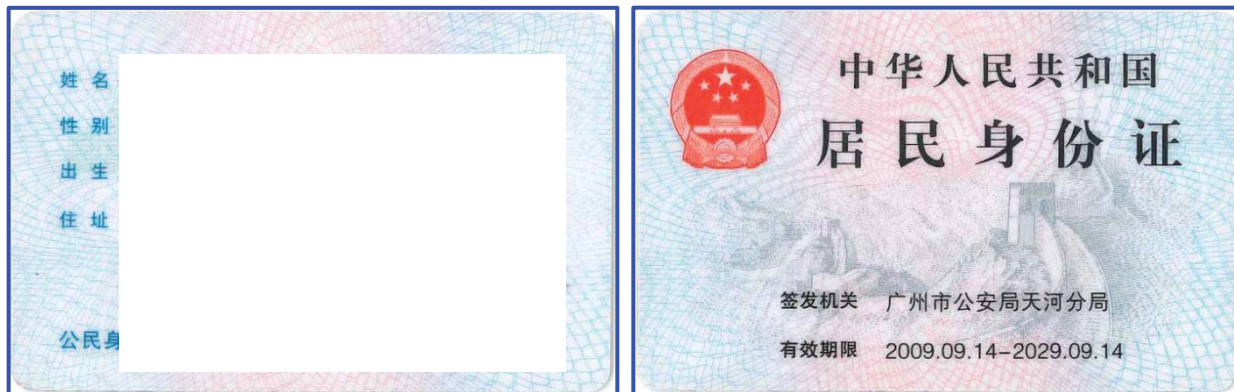 姓名
性别
出生
住址
公民身
中华人民共和国
居民身份证
签发机关 广州市公安局天河分局
有效期限 2009.09.14-2029.09.14